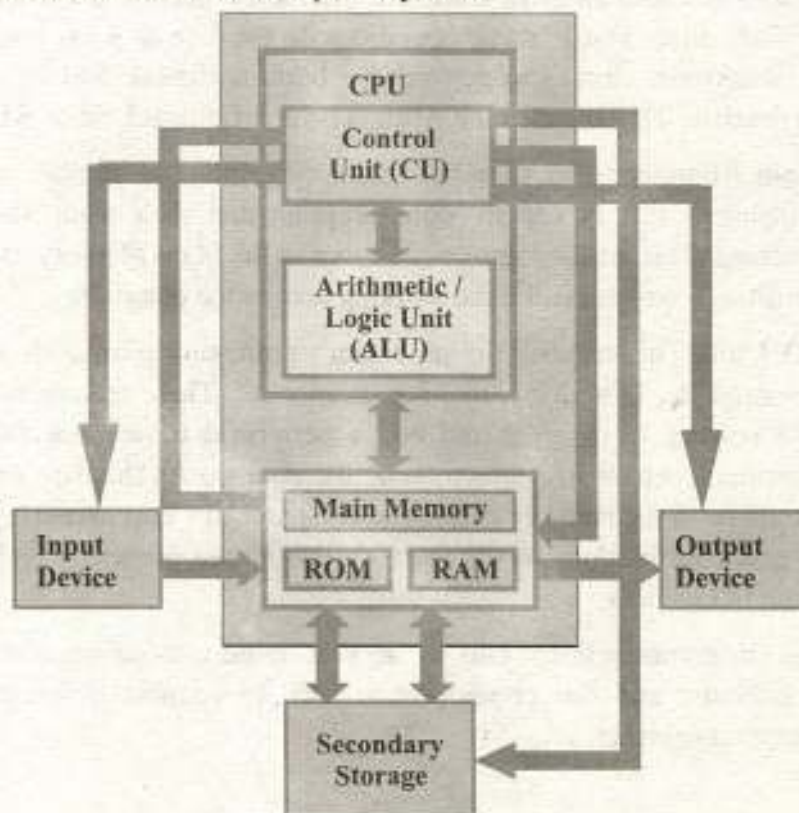 CPU
Control
Unit (CU)
Arithmetic /
Logic Unit
(ALU)
Main Memory
ROM
RAM
Input
Device
Output
Device
Secondary
Storage